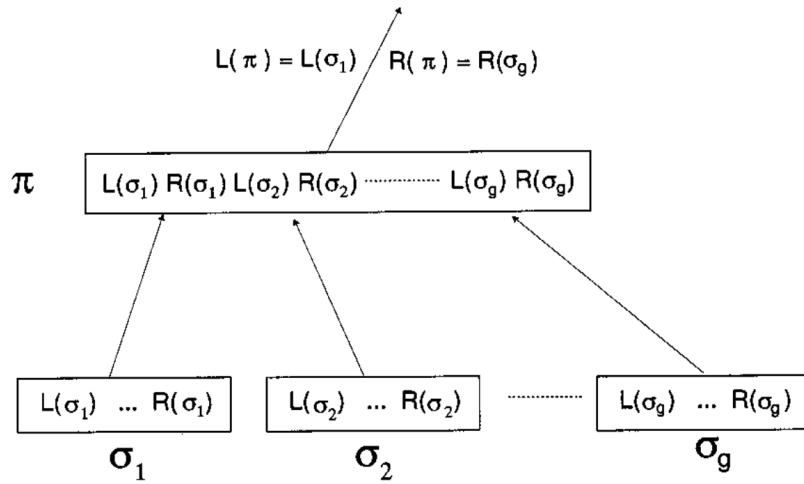 L(π) = L(σ₁) R(π) = R(σg)
π
L(σ₁) R(σ₁) L(σ₂) R(σ₂) ········· L(σg) R(σg)
L(σ₁) ... R(σ₁)
L(σ₂) ... R(σ₂)
·········
L(σg) ... R(σg)
σ₁
σ₂
σg